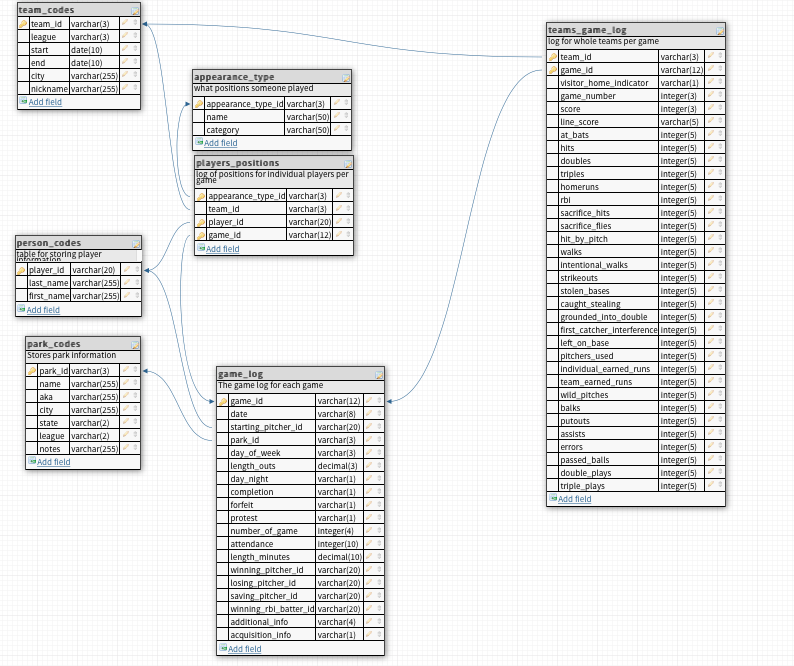 team_codes
team_id varchar(3)
league varchar(3)
start date(10)
end date(10)
city varchar(255)
nickname varchar(255)
Add field
appearance_type
what positions someone played
appearance_type_id varchar(3)
name varchar(50)
category varchar(50)
Add field
players_positions
log of positions for individual players per
game
appearance_type_id varchar(3)
team_id varchar(3)
player_id varchar(20)
game_id varchar(12)
Add field
person_codes
table for storing player
information
player_id varchar(20)
last_name varchar(255)
first_name varchar(255)
Add field
park_codes
Stores park information
park_id varchar(3)
name varchar(255)
aka varchar(255)
city varchar(255)
state varchar(2)
league varchar(2)
notes varchar(255)
Add field
game_log
The game log for each game
game_id varchar(12)
date varchar(8)
starting_pitcher_id varchar(20)
park_id varchar(3)
day_of_week varchar(3)
length_outs decimal(3)
day_night varchar(1)
completion varchar(1)
forfeit varchar(1)
protest varchar(1)
number_of_game integer(4)
attendance integer(10)
length_minutes decimal(10)
winning_pitcher_id varchar(20)
losing_pitcher_id varchar(20)
saving_pitcher_id varchar(20)
winning_rbi_batter_id varchar(20)
additional_info varchar(4)
acquisition_info varchar(1)
Add field
teams_game_log
log for whole teams per game
team_id varchar(3)
game_id varchar(12)
visitor_home_indicator varchar(1)
game_number integer(3)
score integer(3)
line_score varchar(5)
at_bats integer(5)
hits integer(5)
doubles integer(5)
triples integer(5)
homeruns integer(5)
rbi integer(5)
sacrifice_hits integer(5)
sacrifice_flies integer(5)
hit_by_pitch integer(5)
walks integer(5)
intentional_walks integer(5)
strikeouts integer(5)
stolen_bases integer(5)
caught_stealing integer(5)
grounded_into_double integer(5)
first_catcher_interference integer(5)
left_on_base integer(5)
pitchers_used integer(5)
individual_earned_runs integer(5)
team_earned_runs integer(5)
wild_pitches integer(5)
balks integer(5)
putouts integer(5)
assists integer(5)
errors integer(5)
passed_balls integer(5)
double_plays integer(5)
triple_plays integer(5)
Add field